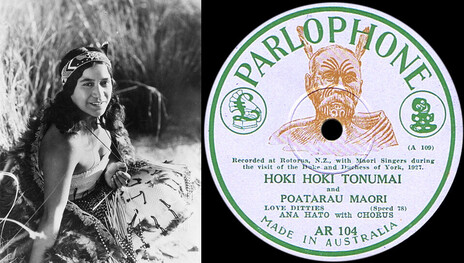 PARLOPHONE
(A 109)
Recorded at Rotorua, N.Z., with Maori Singers during
the visit of the Duke and Duchess of York, 1927.
HOKI HOKI TONUMAI
and
POATARAU MAORI
LOVE DITTIES (Speed 78)
ANA HATO with CHORUS
AR 104
MADE IN AUSTRALIA